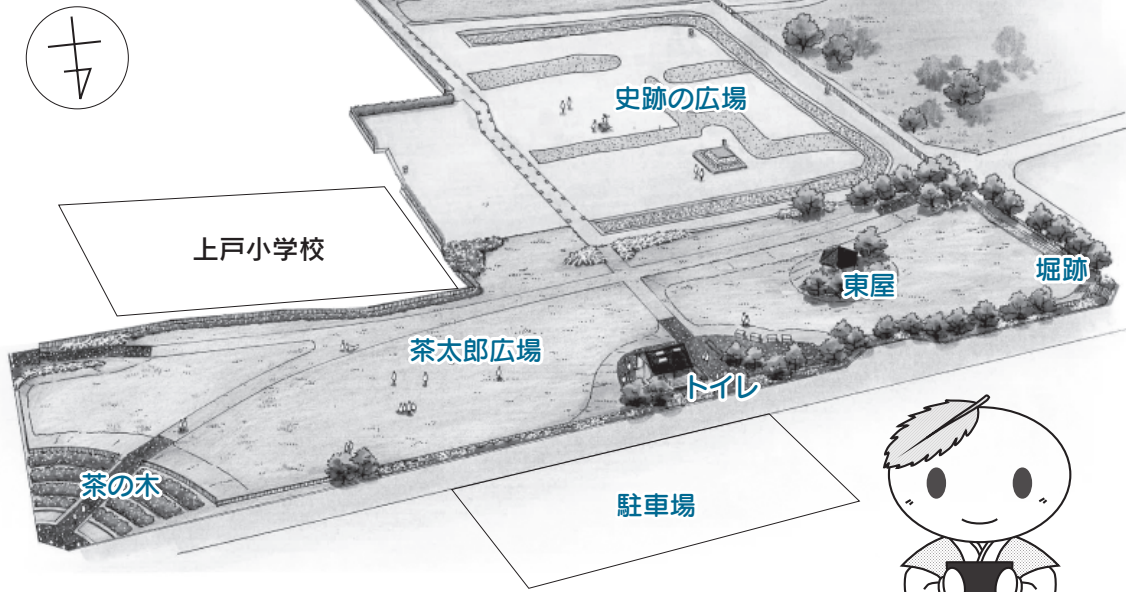 史跡の広場
上戸小学校
東屋
堀跡
茶太郎広場
トイレ
茶の木
駐車場